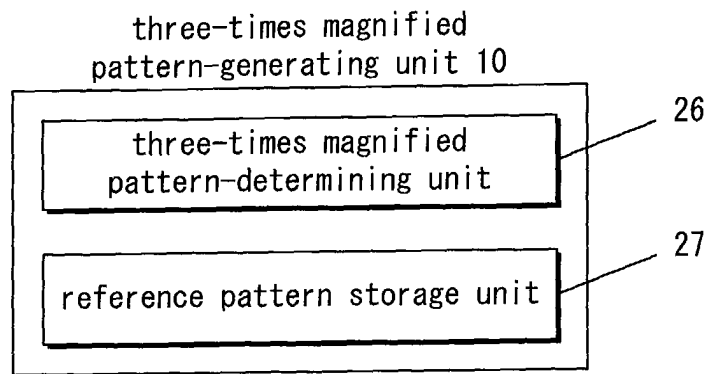 three-times magnified
pattern-generating unit 10
three-times magnified
pattern-determining unit
26
reference pattern storage unit
27